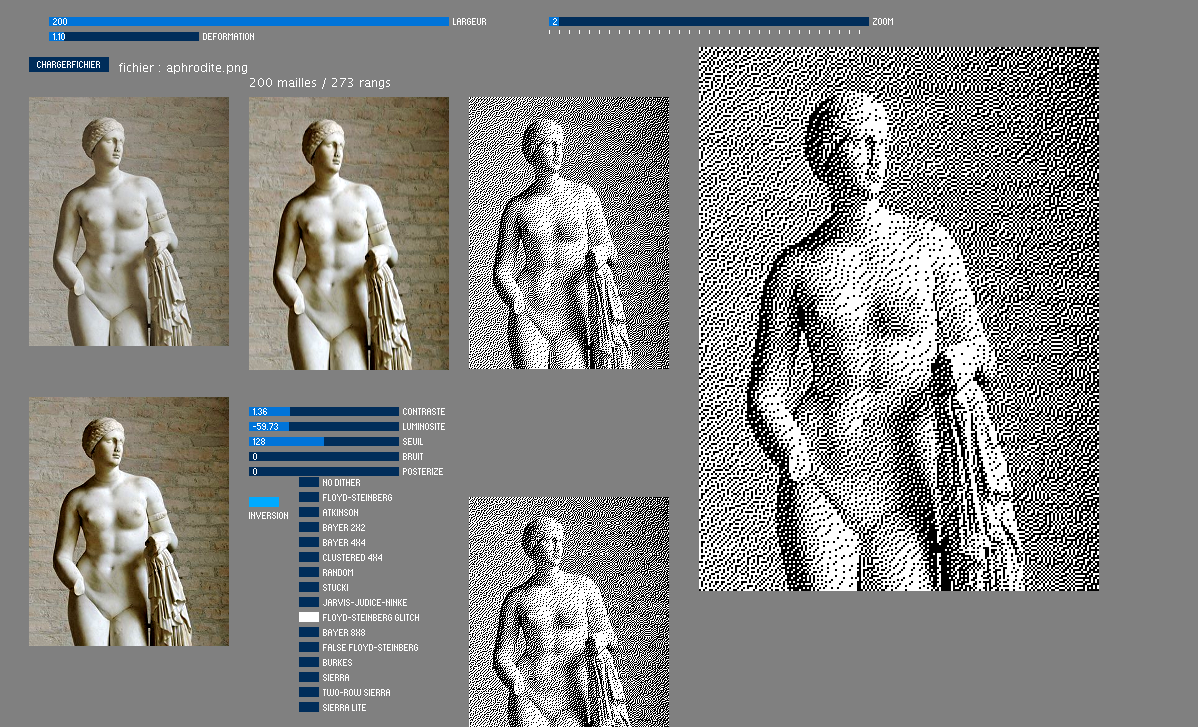 200 LARGEUR
2 ZOOM
1.10 DEFORMATION
CHARGERFICHIER
fichier : aphrodite.png
200 mailles / 273 rangs
1.36 CONTRASTE
-59.73 LUMINOSITE
128 SEUIL
0 BRUIT
0 POSTERIZE
INVERSION
NO DITHER
FLOYD-STEINBERG
ATKINSON
BAYER 2X2
BAYER 4X4
CLUSTERED 4X4
RANDOM
STUCKI
JARVIS-JUDICE-NINKE
FLOYD-STEINBERG GLITCH
BAYER 8X8
FALSE FLOYD-STEINBERG
BURKES
SIERRA
TWO-ROW SIERRA
SIERRA LITE